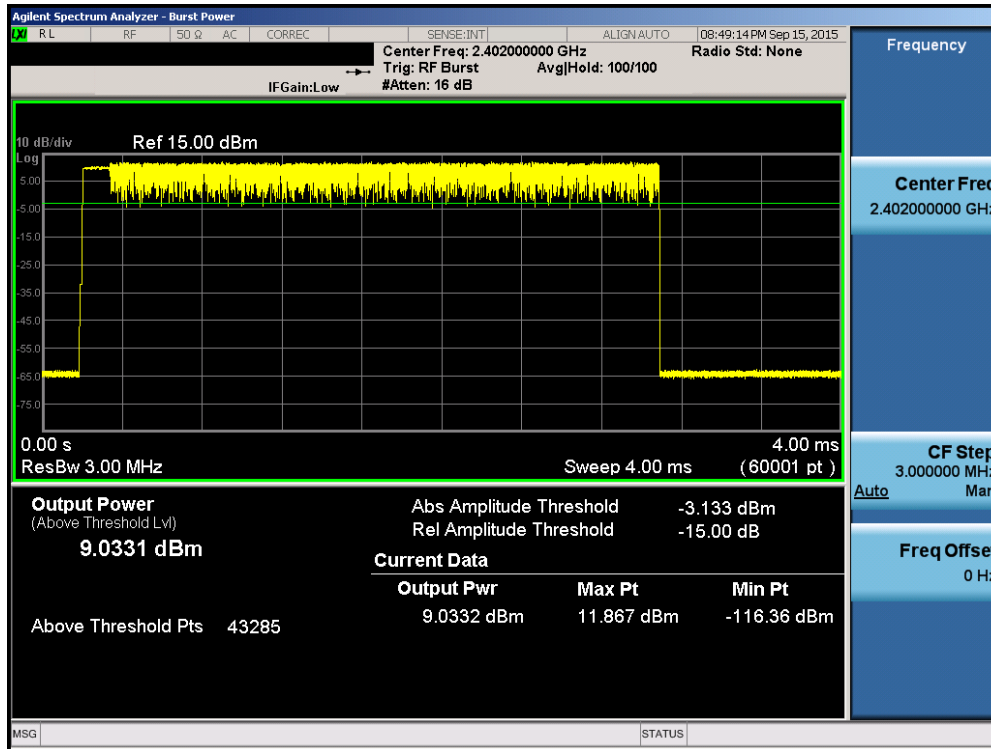 Agilent Spectrum Analyzer - Burst Power
LXI RL RF 50 Ω AC CORREC SENSE:INT ALIGN AUTO 08:49:14 PM Sep 15, 2015
Center Freq: 2.402000000 GHz Radio Std: None
Trig: RF Burst Avg|Hold: 100/100
IFGain:Low #Atten: 16 dB
10 dB/div Ref 15.00 dBm
Log
5.00
-5.00
-15.0
-25.0
-35.0
-45.0
-55.0
-65.0
-75.0
0.00 s 4.00 ms
ResBw 3.00 MHz Sweep 4.00 ms (60001 pt)
Output Power
(Above Threshold Lvl)
9.0331 dBm
Above Threshold Pts 43285
Abs Amplitude Threshold -3.133 dBm
Rel Amplitude Threshold -15.00 dB
Current Data
Output Pwr Max Pt Min Pt
9.0332 dBm 11.867 dBm -116.36 dBm
Frequency
Center Freq
2.402000000 GHz
CF Step
3.000000 MHz
Auto Man
Freq Offse
0 Hz
MSG STATUS